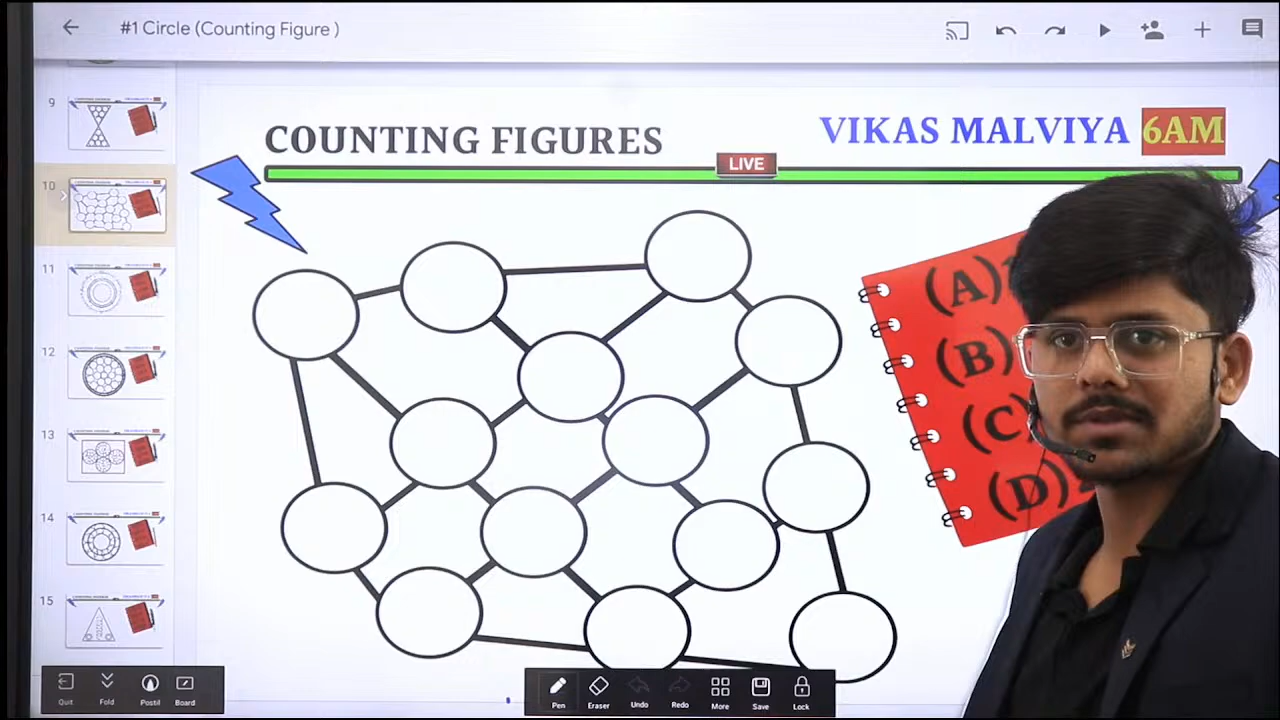 #1 Circle (Counting Figure )
COUNTING FIGURES
VIKAS MALVIYA 6AM
LIVE
9
10
11
12
13
14
15
(A)
(B)
(C)
(D)
Quit Fold Postil Board
Pen Eraser Undo Redo More Save Lock